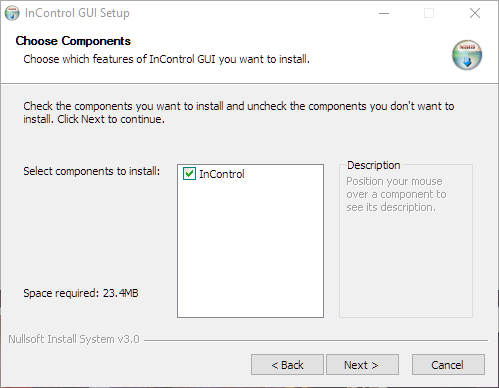 InControl GUI Setup
Choose Components
Choose which features of InControl GUI you want to install.
Check the components you want to install and uncheck the components you don't want to
install. Click Next to continue.
Select components to install:
InControl
Description
Position your mouse
over a component to
see its description.
Space required: 23.4MB
Nullsoft Install System v3.0
< Back
Next >
Cancel